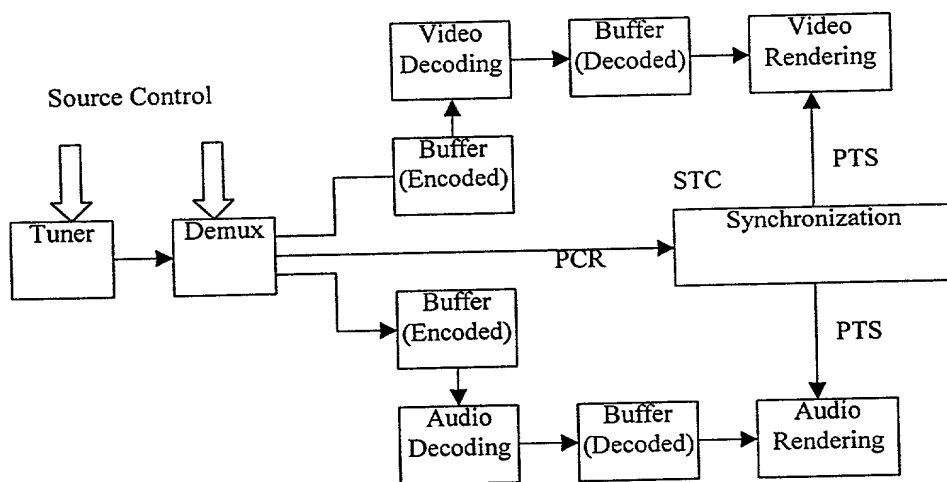 Video
Decoding
Buffer
(Decoded)
Video
Rendering
Source Control
Buffer
(Encoded)
PTS
STC
Tuner
Demux
Synchronization
PCR
Buffer
(Encoded)
PTS
Audio
Decoding
Buffer
(Decoded)
Audio
Rendering